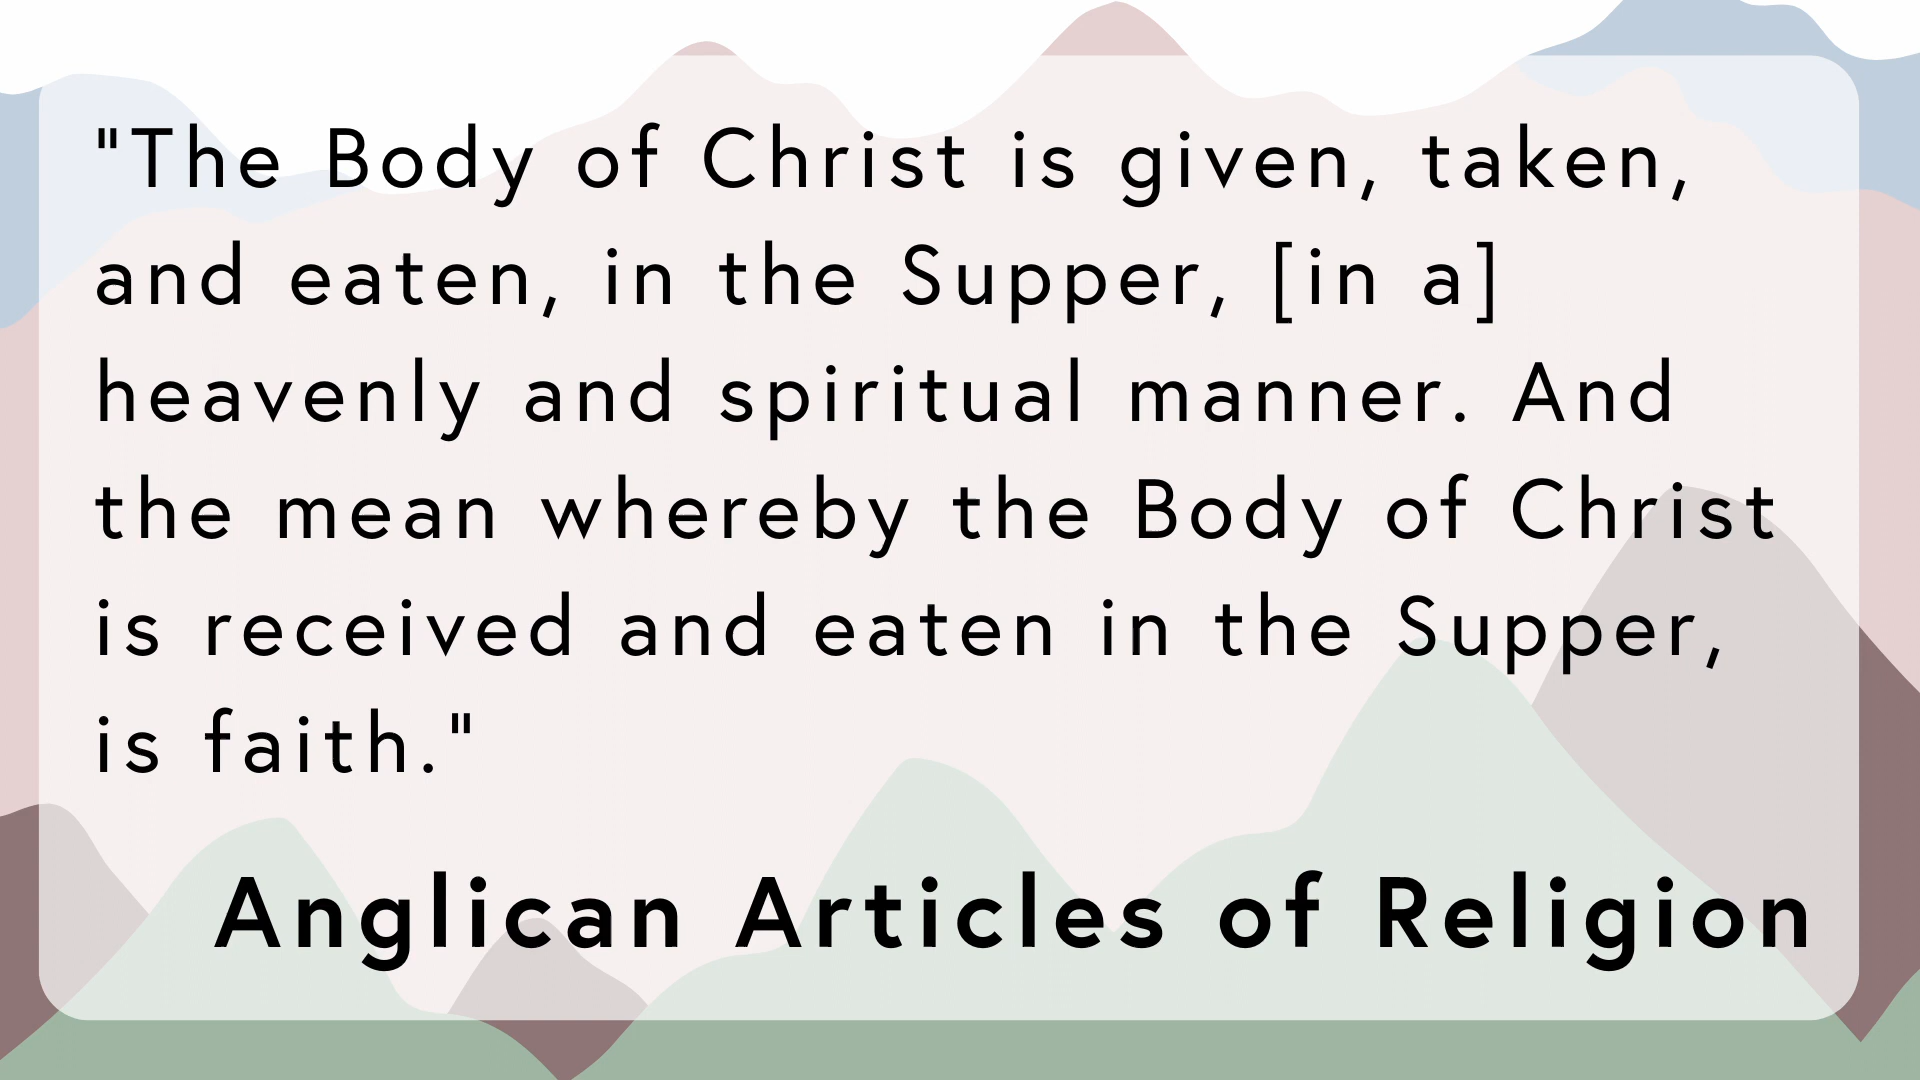 "The Body of Christ is given, taken,
and eaten, in the Supper, [in a]
heavenly and spiritual manner. And
the mean whereby the Body of Christ
is received and eaten in the Supper,
is faith."
Anglican Articles of Religion